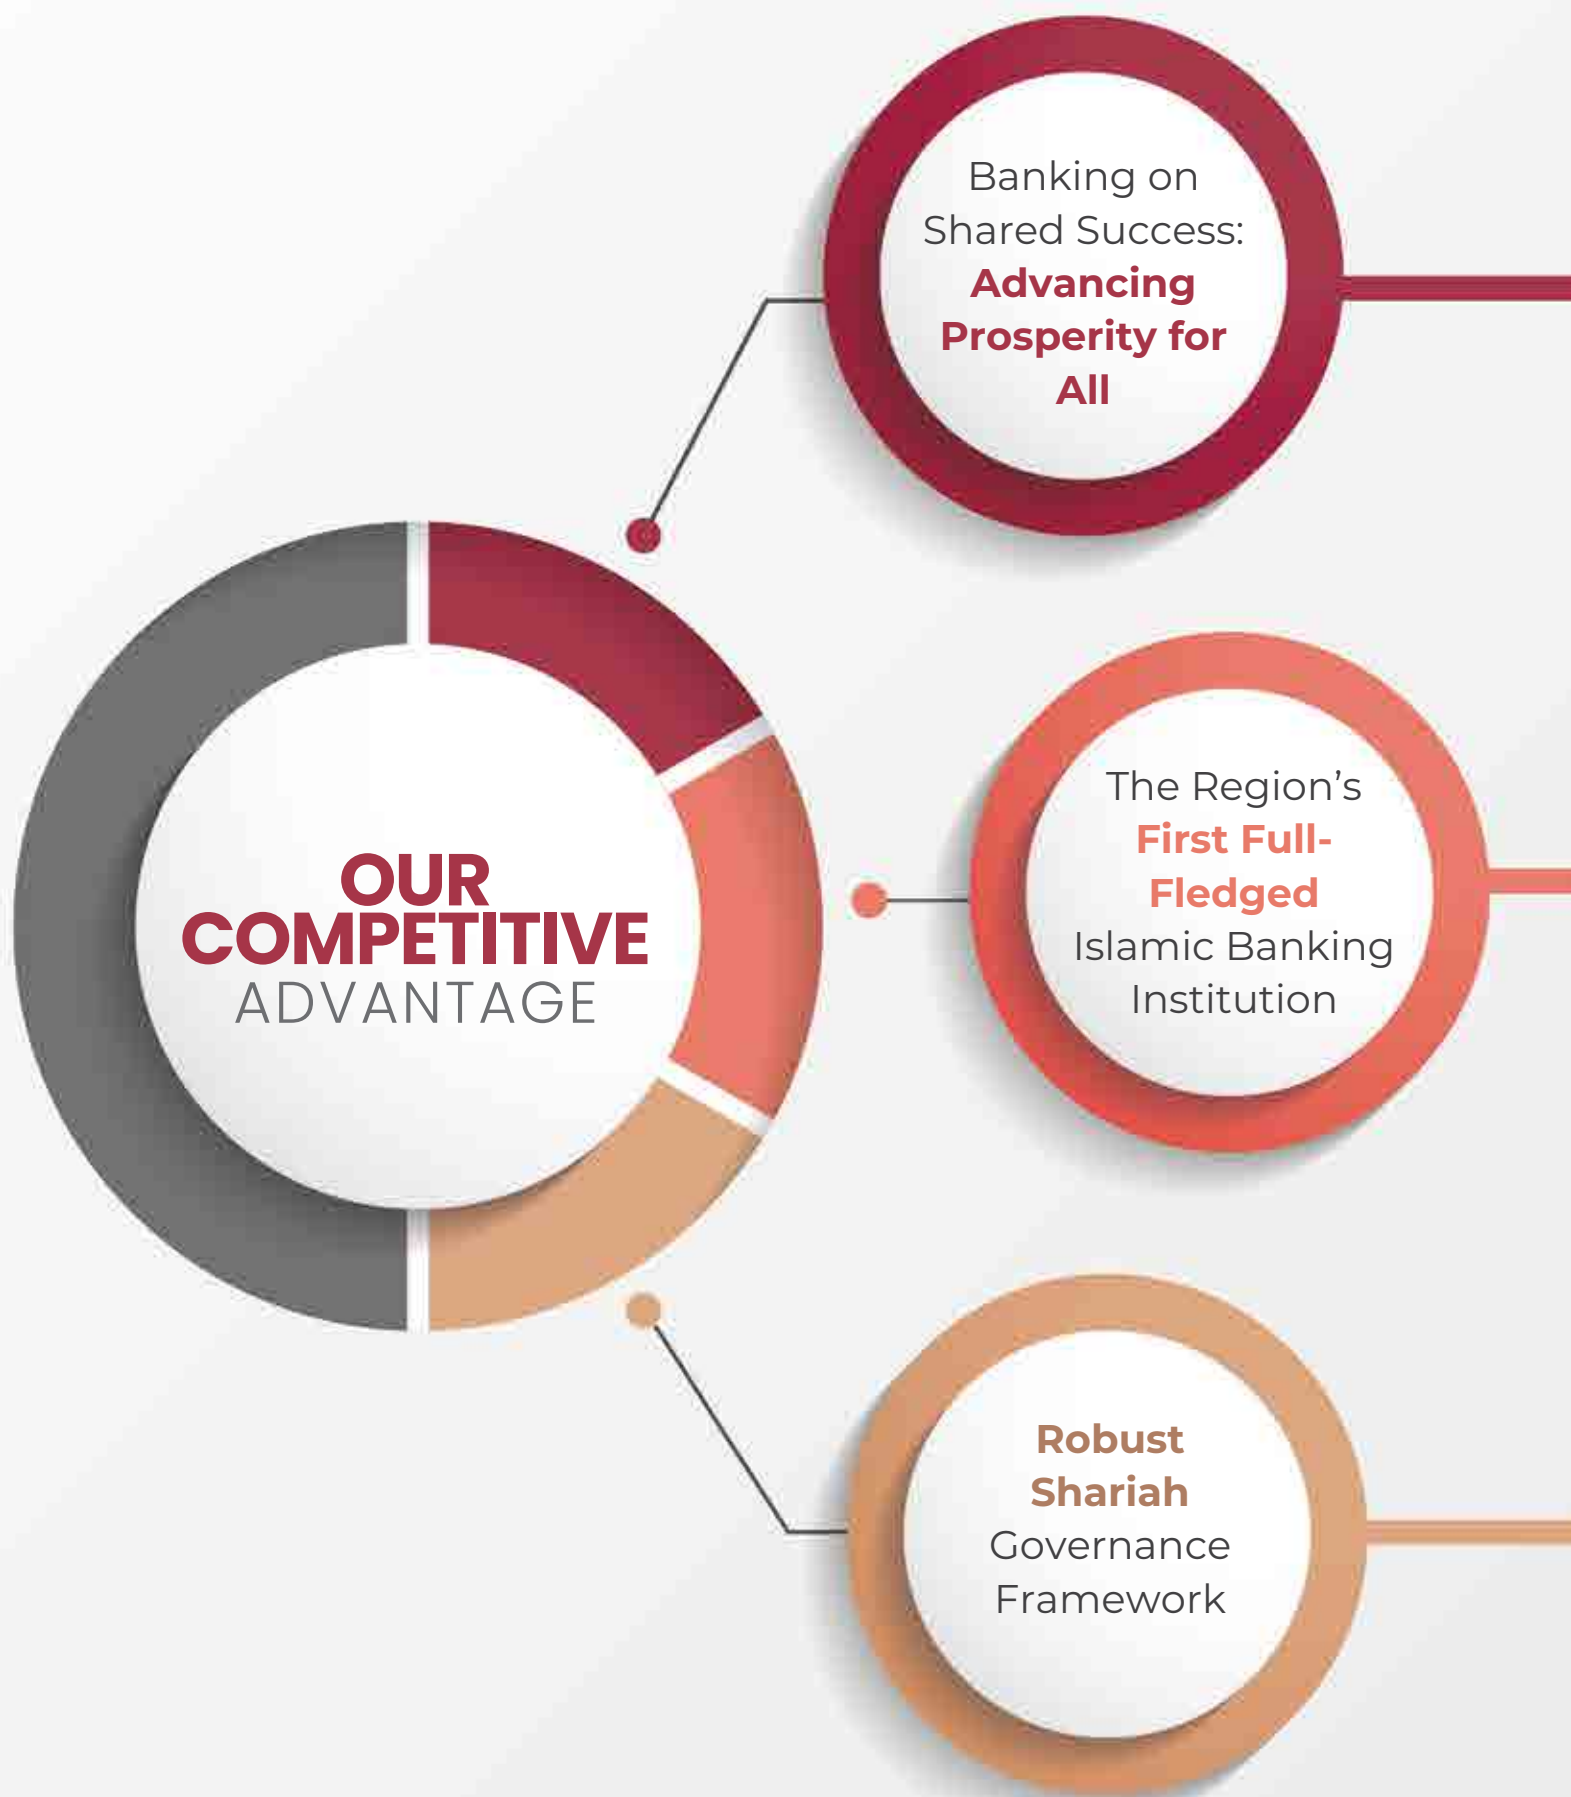 OUR
COMPETITIVE
ADVANTAGE
Banking on
Shared Success:
Advancing
Prosperity for
All
The Region’s
First Full-
Fledged
Islamic Banking
Institution
Robust
Shariah
Governance
Framework